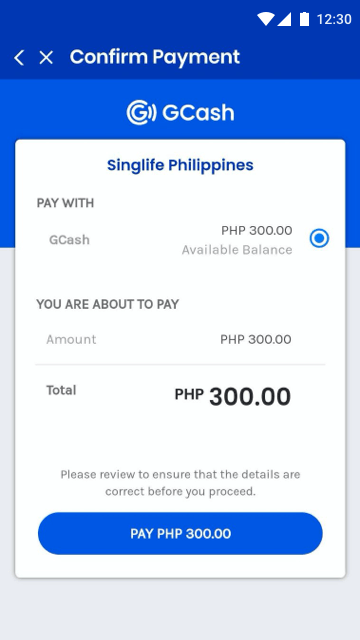 12:30
Confirm Payment
GCash
Singlife Philippines
PAY WITH
GCash
PHP 300.00
Available Balance
YOU ARE ABOUT TO PAY
Amount PHP 300.00
Total PHP 300.00
Please review to ensure that the details are
correct before you proceed.
PAY PHP 300.00